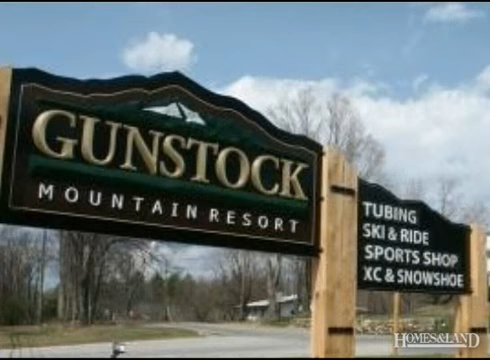 GUNSTOCK
MOUNTAIN RESORT
TUBING
SKI & RIDE
SPORTS SHOP
XC & SNOWSHOE
HOMES&LAND